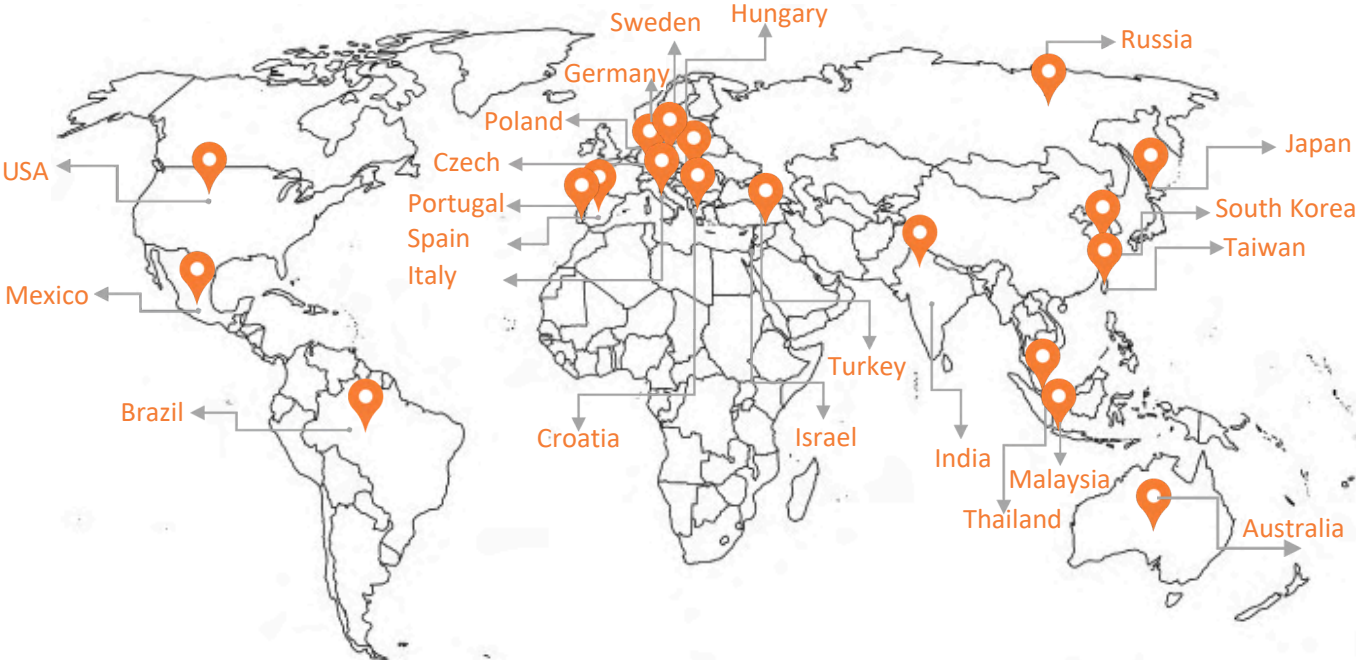 Hungary
Sweden
Russia
Germany
Poland
Japan
Czech
USA
Portugal
South Korea
Spain
Taiwan
Italy
Mexico
Turkey
Brazil
Croatia
Israel
India
Malaysia
Thailand
Australia